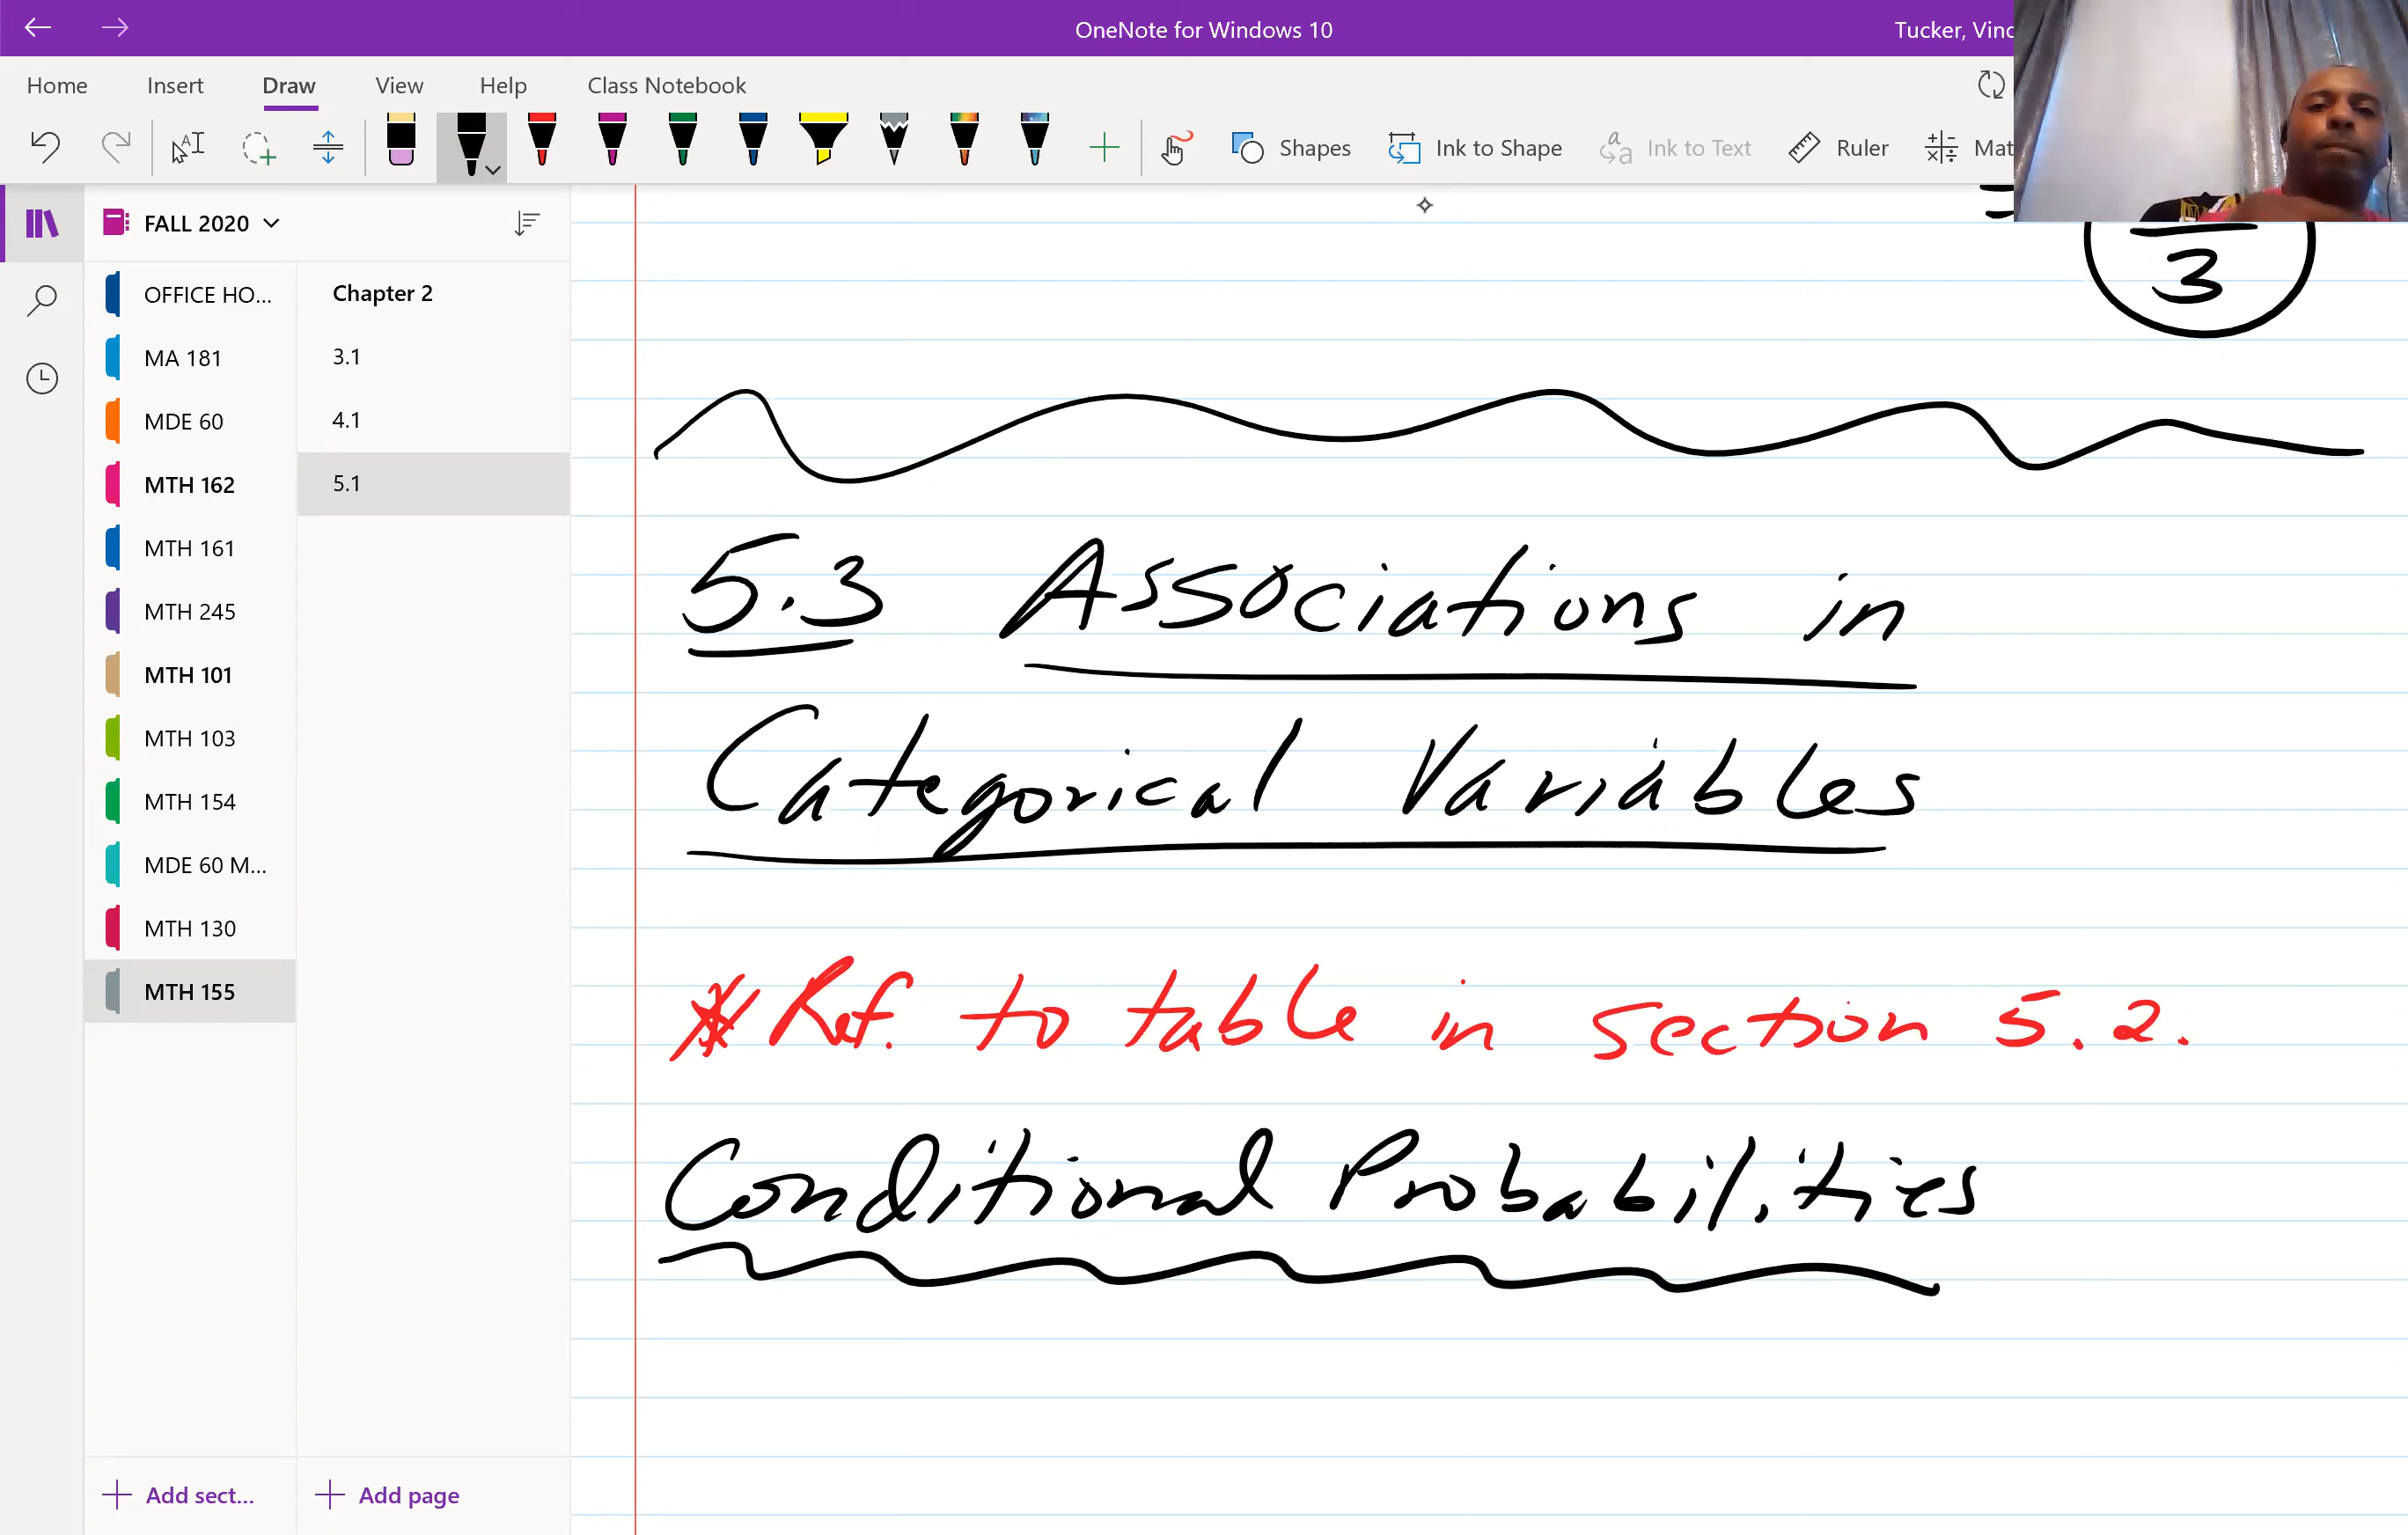 OneNote for Windows 10
Tucker, Vinc
Home Insert Draw View Help Class Notebook
Shapes Ink to Shape Ink to Text Ruler Mat
FALL 2020
OFFICE HO...
MA 181
MDE 60
MTH 162
MTH 161
MTH 245
MTH 101
MTH 103
MTH 154
MDE 60 M...
MTH 130
MTH 155
Add sect...
Chapter 2
3.1
4.1
5.1
Add page
3
5.3 Associations in
Categorical Variables
* Ref. to table in section 5.2.
Conditional Probabilities